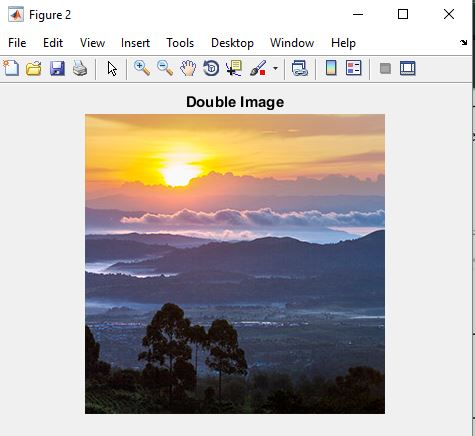 Figure 2
File Edit View Insert Tools Desktop Window Help
Double Image